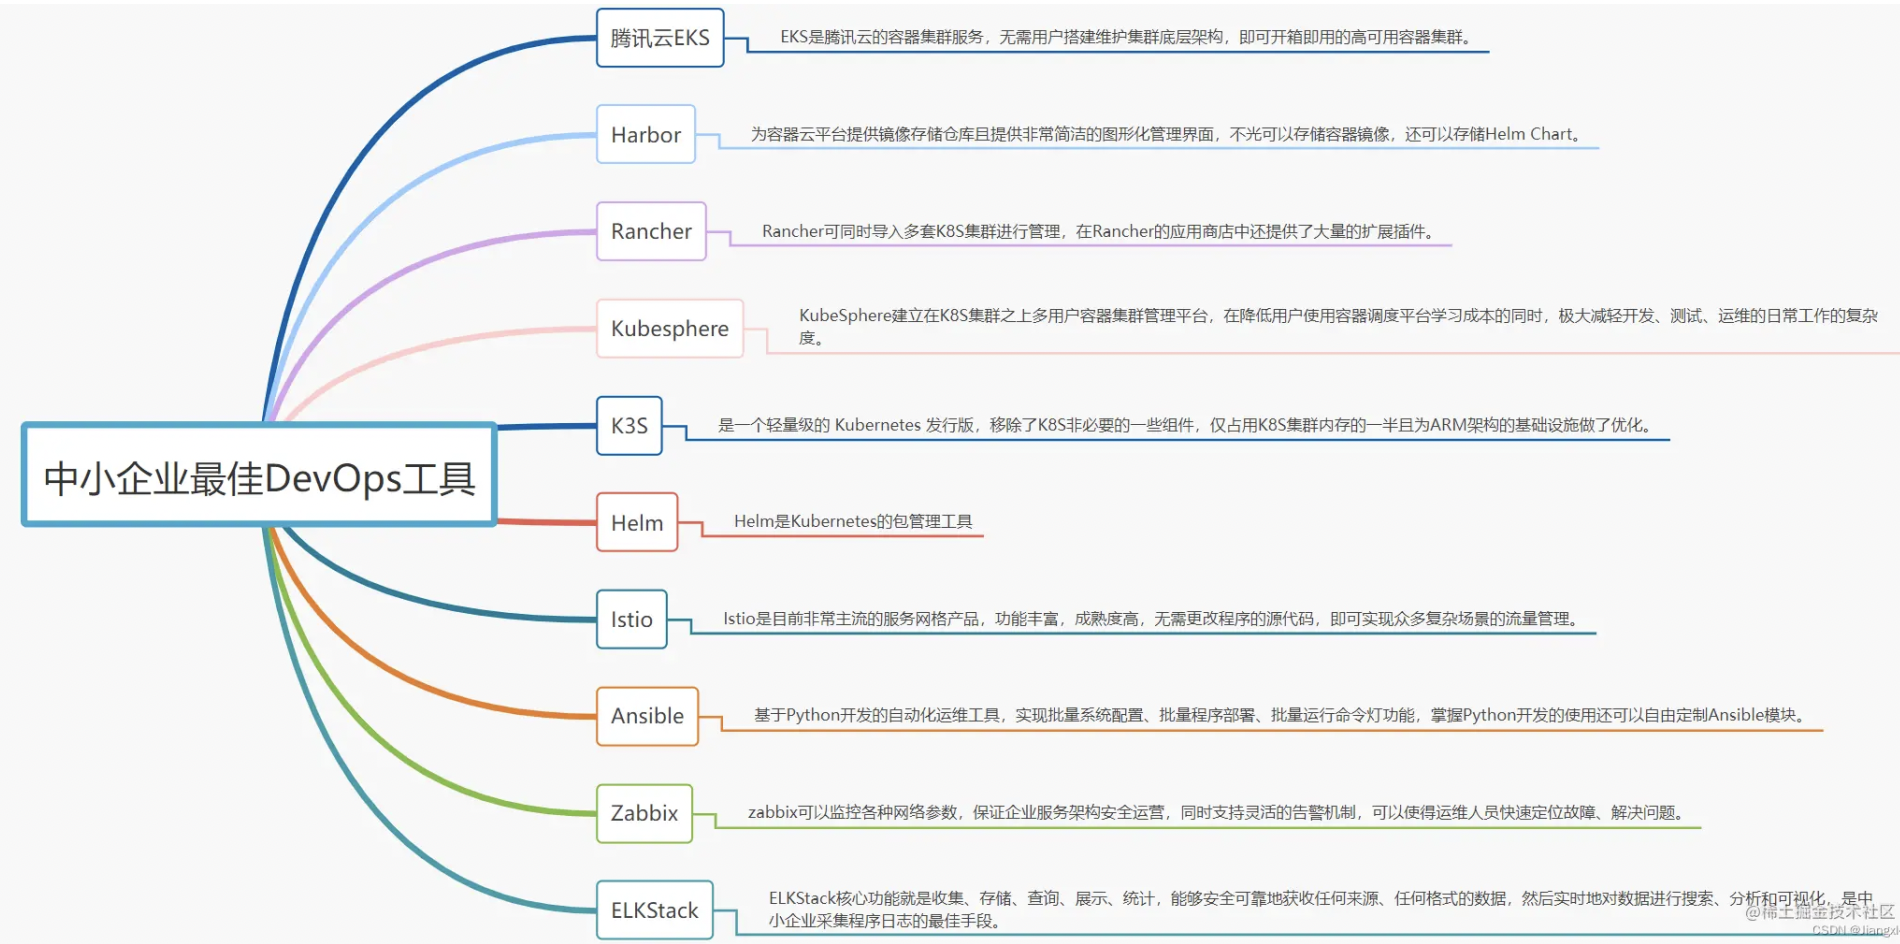 腾讯云EKS
EKS是腾讯云的容器集群服务，无需用户搭建维护集群底层架构，即可开箱即用的高可用容器集群。
Harbor
为容器云平台提供镜像存储仓库且提供非常简洁的图形化管理界面，不光可以存储容器镜像，还可以存储Helm Chart。
Rancher
Rancher可同时导入多套K8S集群进行管理，在Rancher的应用商店中还提供了大量的扩展插件。
Kubesphere
KubeSphere建立在K8S集群之上多用户容器集群管理平台，在降低用户使用容器调度平台学习成本的同时，极大减轻开发、测试、运维的日常工作的复杂
度。
K3S
是一个轻量级的 Kubernetes 发行版，移除了K8S非必要的一些组件，仅占用K8S集群内存的一半且为ARM架构的基础设施做了优化。
中小企业最佳DevOps工具
Helm
Helm是Kubernetes的包管理工具
Istio
Istio是目前非常主流的服务网格产品，功能丰富，成熟度高，无需更改程序的源代码，即可实现众多复杂场景的流量管理。
Ansible
基于Python开发的自动化运维工具，实现批量系统配置、批量程序部署、批量运行命令灯功能，掌握Python开发的使用还可以自由定制Ansible模块。
Zabbix
zabbix可以监控各种网络参数，保证企业服务架构安全运营，同时支持灵活的告警机制，可以使得运维人员快速定位故障、解决问题。
ELKStack
ELKStack核心功能就是收集、存储、查询、展示、统计，能够安全可靠地获收任何来源、任何格式的数据，然后实时地对数据进行搜索、分析和可视化，是中
小企业采集程序日志的最佳手段。
@稀土掘金技术社区
CSDN @Jiangxl